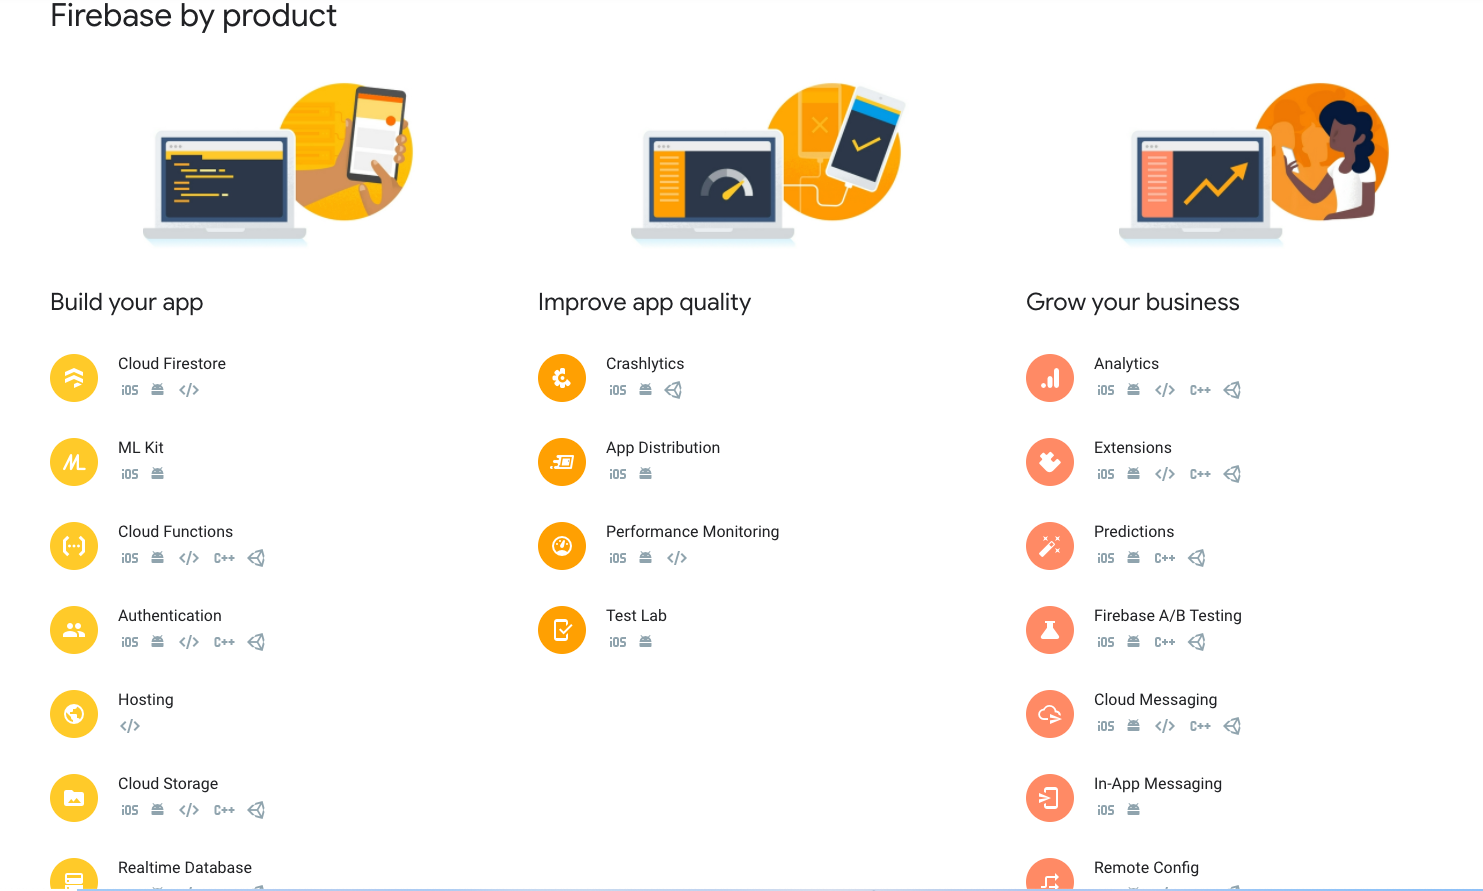 Firebase by product
Build your app
Cloud Firestore
iOS </>
ML Kit
iOS
Cloud Functions
iOS </> C++
Authentication
iOS </> C++
Hosting
</>
Cloud Storage
iOS </> C++
Realtime Database
Improve app quality
Crashlytics
iOS
App Distribution
iOS
Performance Monitoring
iOS </>
Test Lab
iOS
Grow your business
Analytics
iOS </> C++
Extensions
iOS </> C++
Predictions
iOS C++
Firebase A/B Testing
iOS C++
Cloud Messaging
iOS </> C++
In-App Messaging
iOS
Remote Config